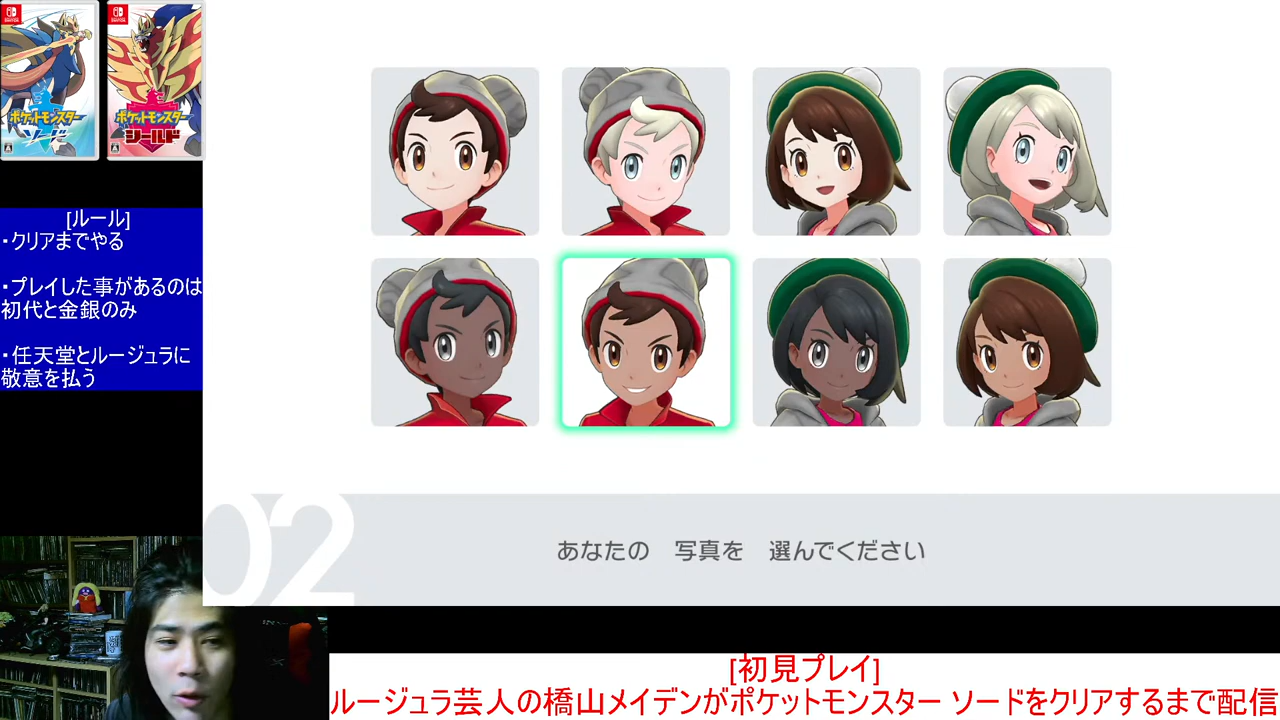 ポケットモンスター
ソード
ポケットモンスター
シールド
[ルール]
・クリアまでやる
・プレイした事があるのは
初代と金銀のみ
・任天堂とルージュラに
敬意を払う
02
あなたの 写真を 選んでください
[初見プレイ]
ルージュラ芸人の橋山メイデンがポケットモンスター ソードをクリアするまで配信